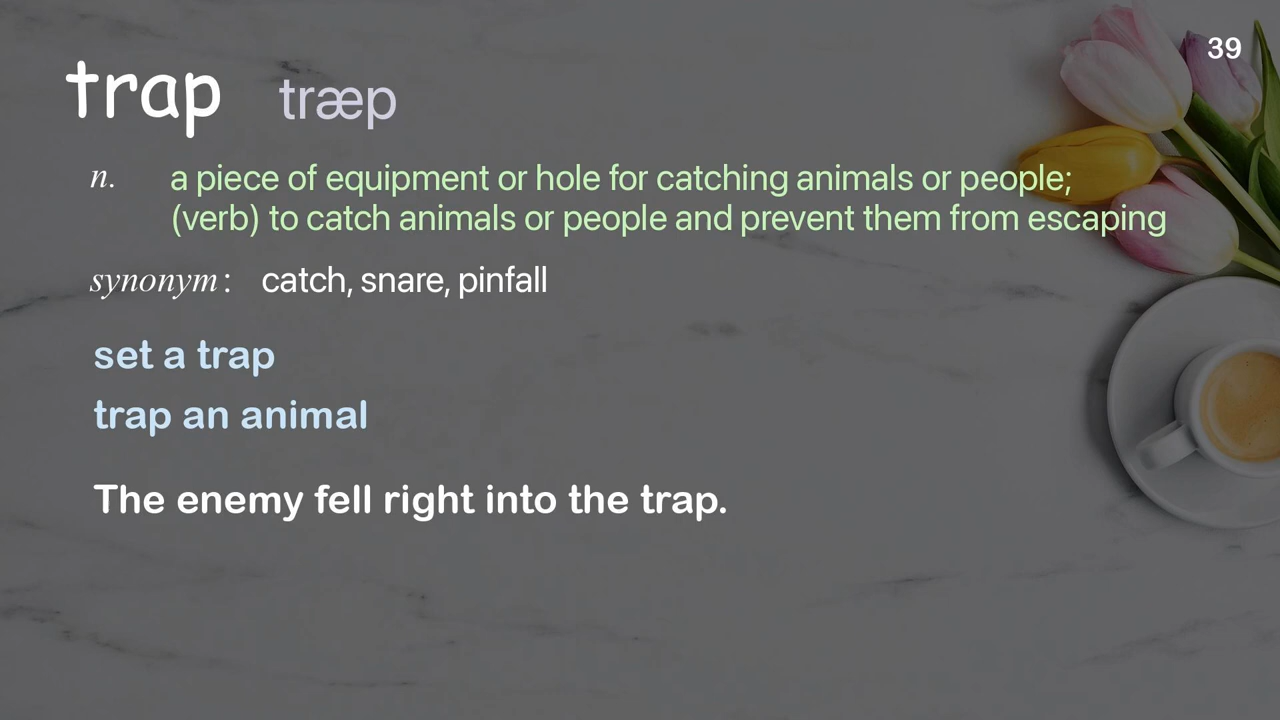 39
trap træp
n. a piece of equipment or hole for catching animals or people;
(verb) to catch animals or people and prevent them from escaping
synonym: catch, snare, pinfall
set a trap
trap an animal
The enemy fell right into the trap.